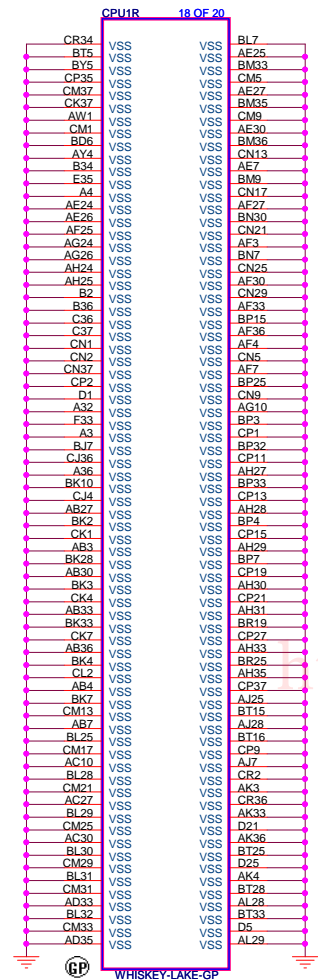 CPU1R 18 OF 20
CR34 VSS VSS BL7
BT5 VSS VSS AE25
BY5 VSS VSS BM33
CP35 VSS VSS CM5
CM37 VSS VSS AE27
CK37 VSS VSS BM35
AW1 VSS VSS CM9
CM1 VSS VSS AE30
BD6 VSS VSS BM36
AY4 VSS VSS CN13
B34 VSS VSS AE7
E35 VSS VSS BM9
A4 VSS VSS CN17
AE24 VSS VSS AF27
AE26 VSS VSS BN30
AF25 VSS VSS CN21
AG24 VSS VSS AF3
AG26 VSS VSS BN7
AH24 VSS VSS CN25
AH25 VSS VSS AF30
B2 VSS VSS CN29
B36 VSS VSS AF33
C36 VSS VSS BP15
C37 VSS VSS AF36
CN1 VSS VSS AF4
CN2 VSS VSS CN5
CN37 VSS VSS AF7
CP2 VSS VSS BP25
D1 VSS VSS CN9
A32 VSS VSS AG10
F33 VSS VSS BP3
A3 VSS VSS CP1
BJ7 VSS VSS BP32
CJ36 VSS VSS CP11
A36 VSS VSS AH27
BK10 VSS VSS BP33
CJ4 VSS VSS CP13
AB27 VSS VSS AH28
BK2 VSS VSS BP4
CK1 VSS VSS CP15
AB3 VSS VSS AH29
BK28 VSS VSS BP7
AB30 VSS VSS CP19
BK3 VSS VSS AH30
CK4 VSS VSS CP21
AB33 VSS VSS AH31
BK33 VSS VSS BR19
CK7 VSS VSS CP27
AB36 VSS VSS AH33
BK4 VSS VSS BR25
CL2 VSS VSS AH35
AB4 VSS VSS CP37
BK7 VSS VSS AJ25
CM13 VSS VSS BT15
AB7 VSS VSS AJ28
BL25 VSS VSS BT16
CM17 VSS VSS CP9
AC10 VSS VSS AJ7
BL28 VSS VSS CR2
CM21 VSS VSS AK3
AC27 VSS VSS CR36
BL29 VSS VSS AK33
CM25 VSS VSS D21
AC30 VSS VSS AK36
BL30 VSS VSS BT25
CM29 VSS VSS D25
BL31 VSS VSS AK4
CM31 VSS VSS BT28
AD33 VSS VSS AL28
BL32 VSS VSS BT33
CM33 VSS VSS D5
AD35 VSS VSS AL29
GP
WHISKEY-LAKE-GP